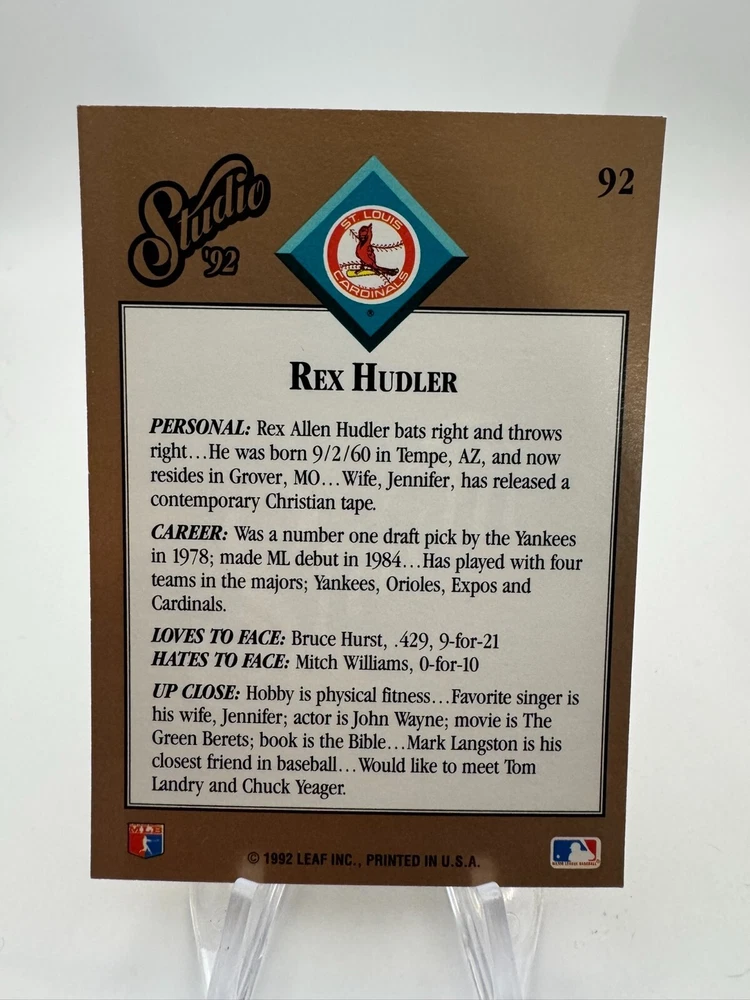 Studio
'92
92
ST. LOUIS
CARDINALS
®
REX HUDLER
PERSONAL: Rex Allen Hudler bats right and throws
right...He was born 9/2/60 in Tempe, AZ, and now
resides in Grover, MO...Wife, Jennifer, has released a
contemporary Christian tape.
CAREER: Was a number one draft pick by the Yankees
in 1978; made ML debut in 1984...Has played with four
teams in the majors; Yankees, Orioles, Expos and
Cardinals.
LOVES TO FACE: Bruce Hurst, .429, 9-for-21
HATES TO FACE: Mitch Williams, 0-for-10
UP CLOSE: Hobby is physical fitness...Favorite singer is
his wife, Jennifer; actor is John Wayne; movie is The
Green Berets; book is the Bible...Mark Langston is his
closest friend in baseball...Would like to meet Tom
Landry and Chuck Yeager.
MLB
© 1992 LEAF INC., PRINTED IN U.S.A.
MAJOR LEAGUE BASEBALL